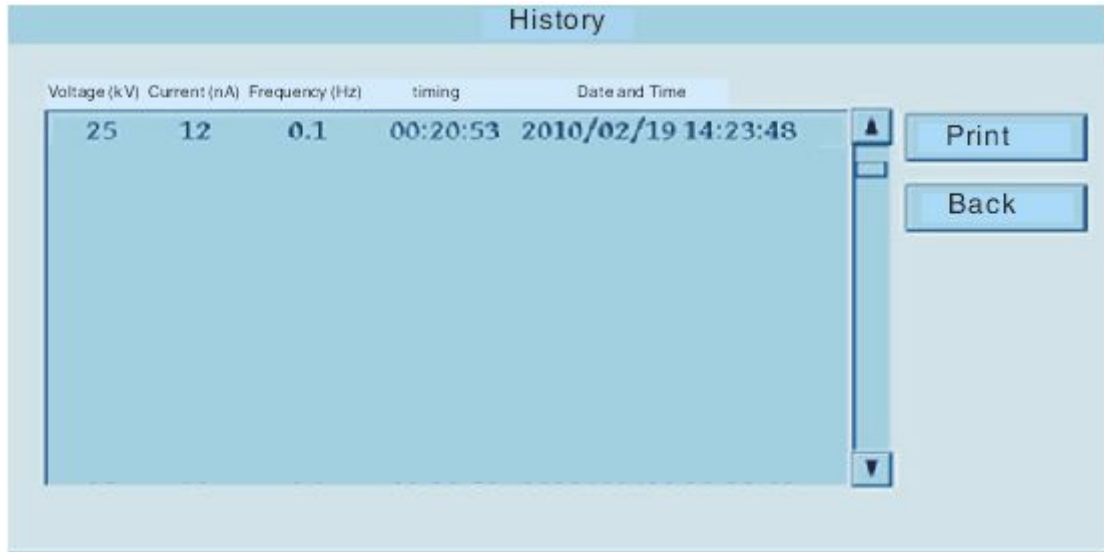 History
Voltage (kV) Current (nA) Frequency (Hz) timing Date and Time
25 12 0.1 00:20:53 2010/02/19 14:23:48
Print
Back